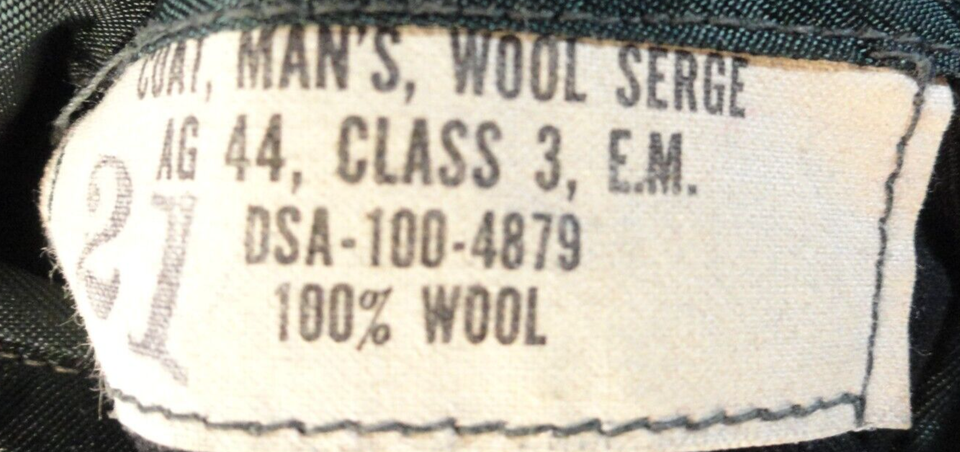 COAT, MAN'S, WOOL SERGE
AG 44, CLASS 3, E.M.
DSA-100-4879
100% WOOL
21